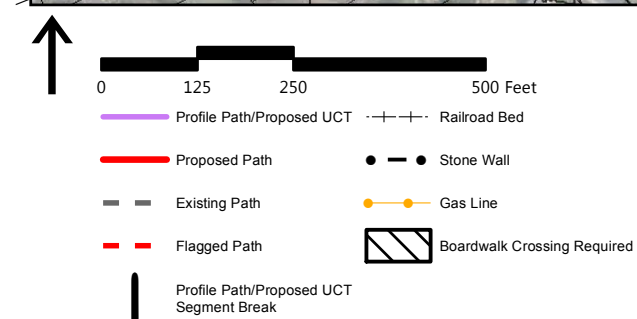 0 125 250 500 Feet
Profile Path/Proposed UCT
Proposed Path
Existing Path
Flagged Path
Profile Path/Proposed UCT
Segment Break
Railroad Bed
Stone Wall
Gas Line
Boardwalk Crossing Required